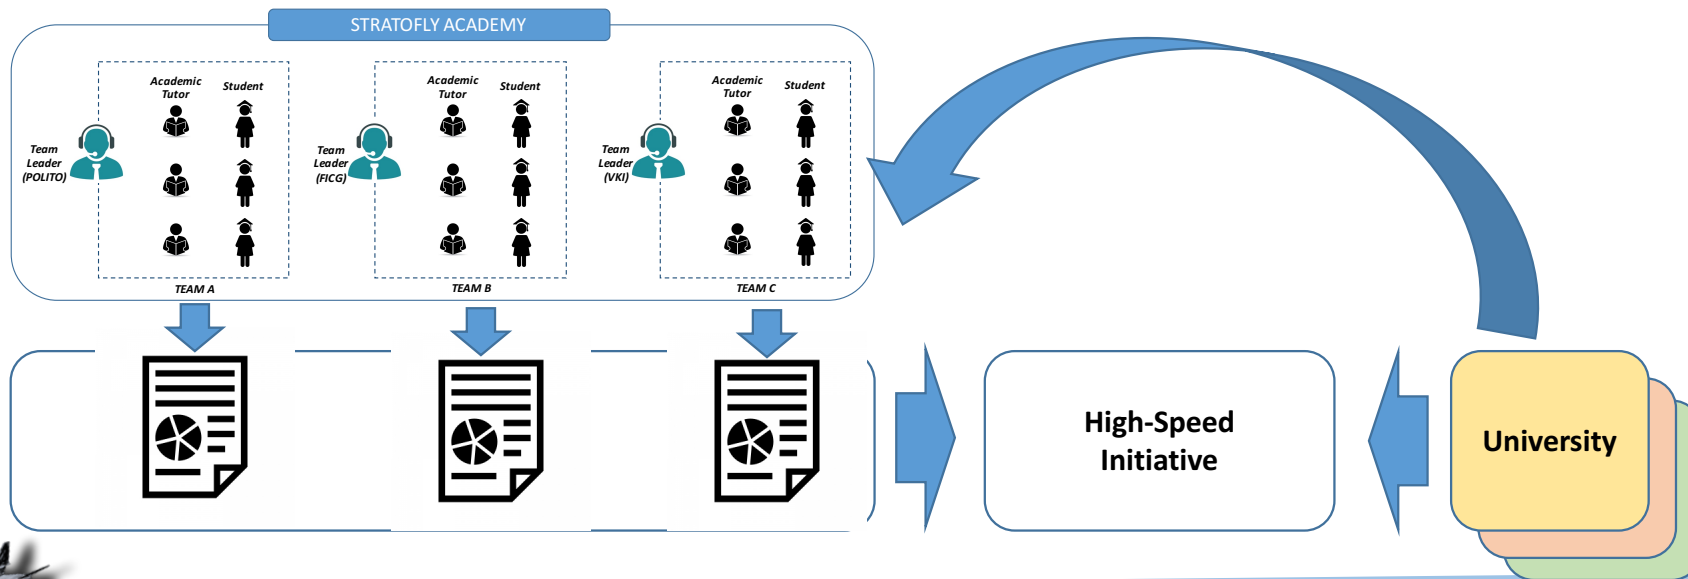 STRATOFLY ACADEMY
Academic
Tutor
Student
Team
Leader
(POLITO)
TEAM A
Academic
Tutor
Student
Team
Leader
(FICG)
TEAM B
Academic
Tutor
Student
Team
Leader
(VKI)
TEAM C
High-Speed
Initiative
University